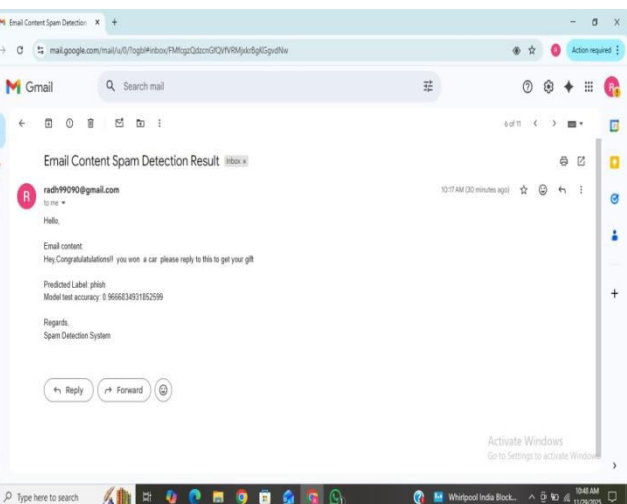 Email Content Spam Detection
mail.google.com/mail/u/0/?ogbl#inbox/
Action required
Gmail
Search mail
6 of 11
Email Content Spam Detection Result
Inbox x
R
radh99090@gmail.com
10:17 AM (30 minutes ago)
to me
Hello,
Email content:
Hey,Congratulatulations!! you won a car please reply to this to get your gift
Predicted Label: phish
Model test accuracy: 0.9666834931852599
Regards,
Spam Detection System
Reply
Forward
Activate Windows
Go to Settings to activate Windows
Type here to search
Whirlpool India Block...
10:48 AM
11/29/2025